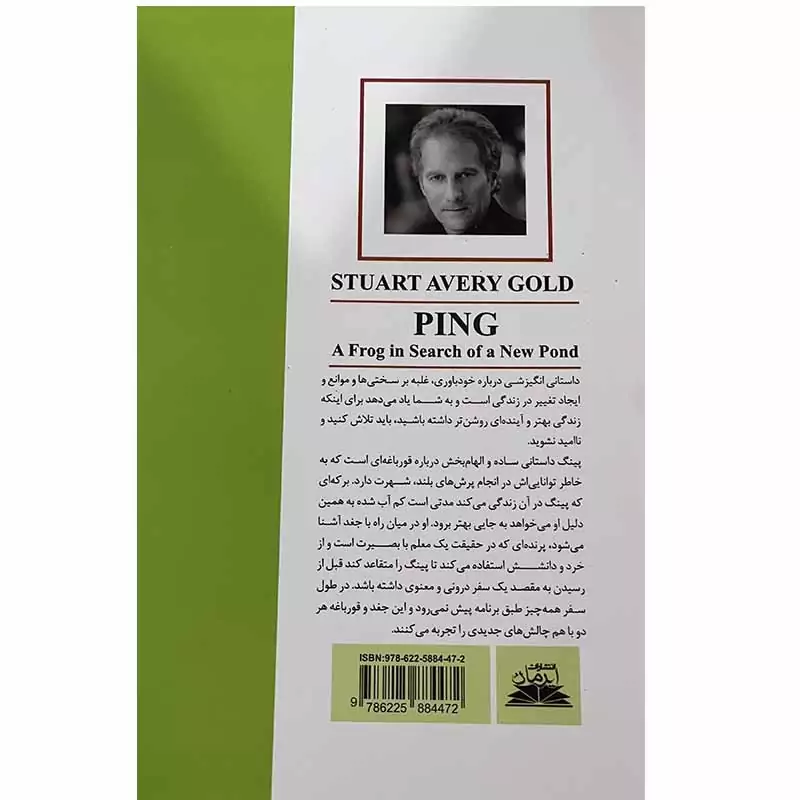 STUART AVERY GOLD
PING
A Frog in Search of a New Pond
داستانی انگیزشی درباره خودباوری، غلبه بر سختی‌ها و موانع و
ایجاد تغییر در زندگی است و به شما یاد می‌دهد برای اینکه
زندگی بهتر و آینده‌ای روشن‌تر داشته باشید، باید تلاش کنید و
ناامید نشوید.
پینگ داستانی ساده و الهام‌بخش درباره قورباغه‌ای است که به
خاطر توانایی‌اش در انجام پرش‌های بلند، شهرت دارد. برکه‌ای
که پینگ در آن زندگی می‌کند مدتی است کم آب شده به همین
دلیل او می‌خواهد به جایی بهتر برود. او در میان راه با جغد آشنا
می‌شود، پرنده‌ای که در حقیقت یک معلم با بصیرت است و از
خرد و دانشش استفاده می‌کند تا پینگ را متقاعد کند قبل از
رسیدن به مقصد یک سفر درونی و معنوی داشته باشد. در طول
سفر همه‌چیز طبق برنامه پیش نمی‌رود و این جغد و قورباغه هر
دو با هم چالش‌های جدیدی را تجربه می‌کنند.
ISBN:978-622-5884-47-2
9 786225 884472
انتشارات